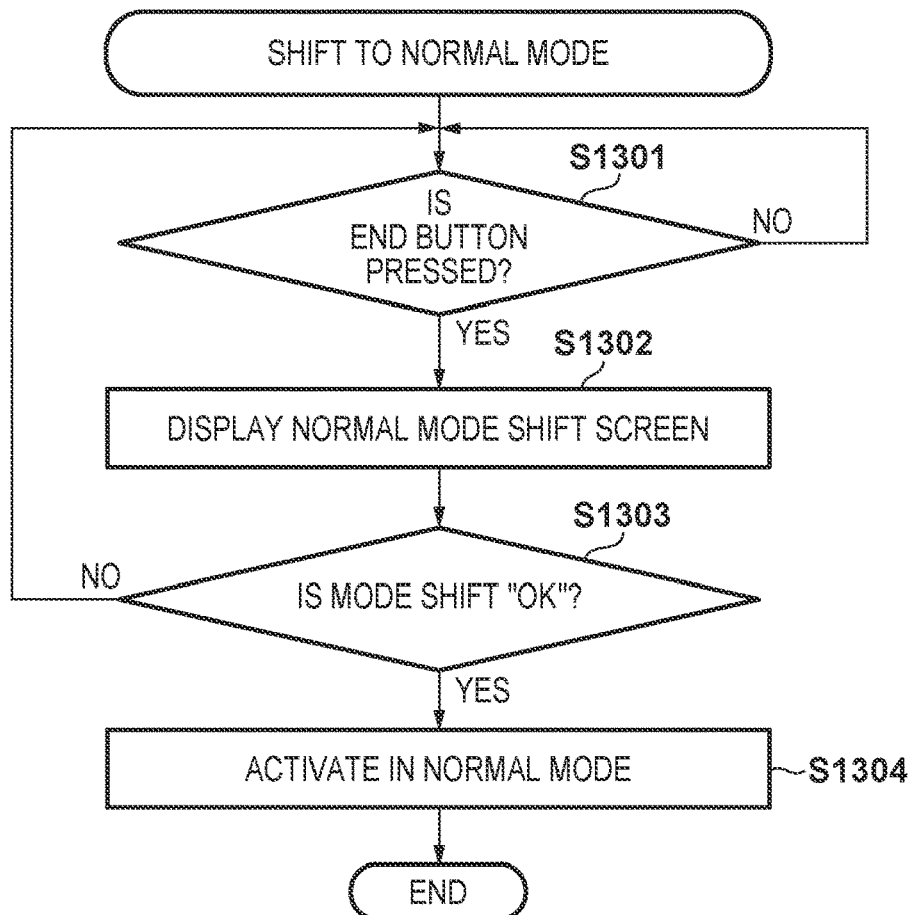 SHIFT TO NORMAL MODE
S1301
IS
END BUTTON
PRESSED?
NO
YES
S1302
DISPLAY NORMAL MODE SHIFT SCREEN
S1303
NO
IS MODE SHIFT "OK"?
YES
ACTIVATE IN NORMAL MODE
S1304
END